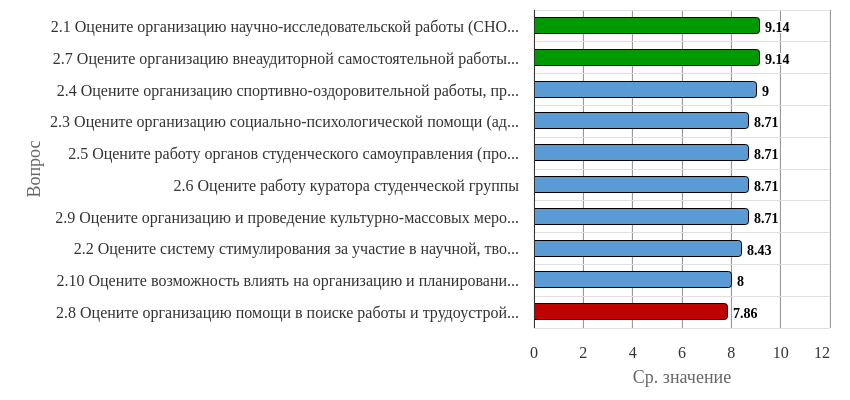 2.1 Оцените организацию научно-исследовательской работы (СНО... 9.14
2.7 Оцените организацию внеаудиторной самостоятельной работы... 9.14
2.4 Оцените организацию спортивно-оздоровительной работы, пр... 9
2.3 Оцените организацию социально-психологической помощи (ад... 8.71
2.5 Оцените работу органов студенческого самоуправления (про... 8.71
2.6 Оцените работу куратора студенческой группы 8.71
2.9 Оцените организацию и проведение культурно-массовых меро... 8.71
2.2 Оцените систему стимулирования за участие в научной, тво... 8.43
2.10 Оцените возможность влиять на организацию и планировани... 8
2.8 Оцените организацию помощи в поиске работы и трудоустрой... 7.86
Вопрос
0 2 4 6 8 10 12
Ср. значение